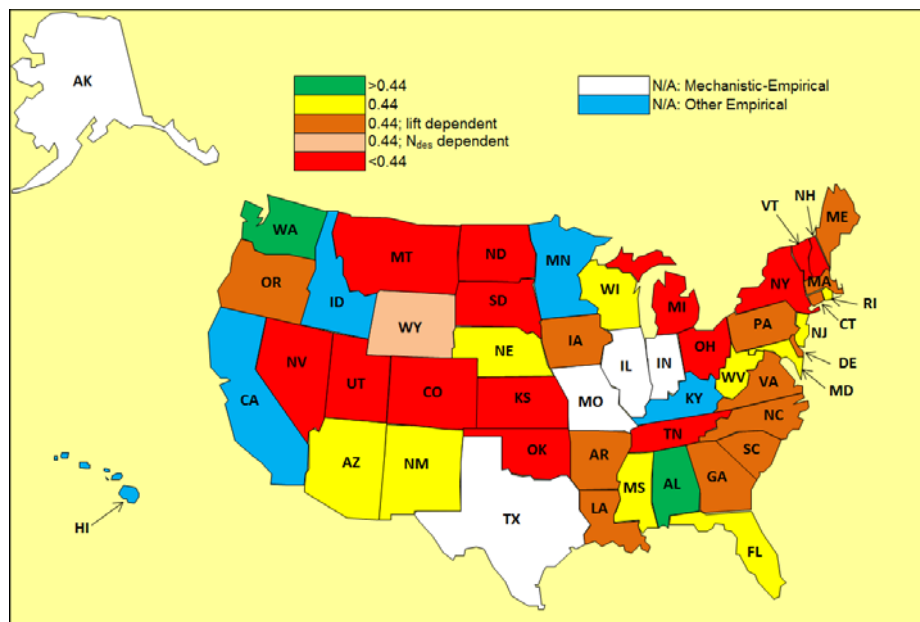 AK
>0.44
0.44
0.44; lift dependent
0.44; Ndes dependent
<0.44
N/A: Mechanistic-Empirical
N/A: Other Empirical
WA
OR
ID
MT
ND
MN
WI
MI
VT
NH
ME
NY
MA
RI
CT
WY
SD
IA
PA
NJ
DE
MD
NE
IL
IN
OH
WV
VA
CA
NV
UT
CO
KS
MO
KY
NC
TN
SC
AZ
NM
OK
AR
MS
AL
GA
LA
TX
FL
HI